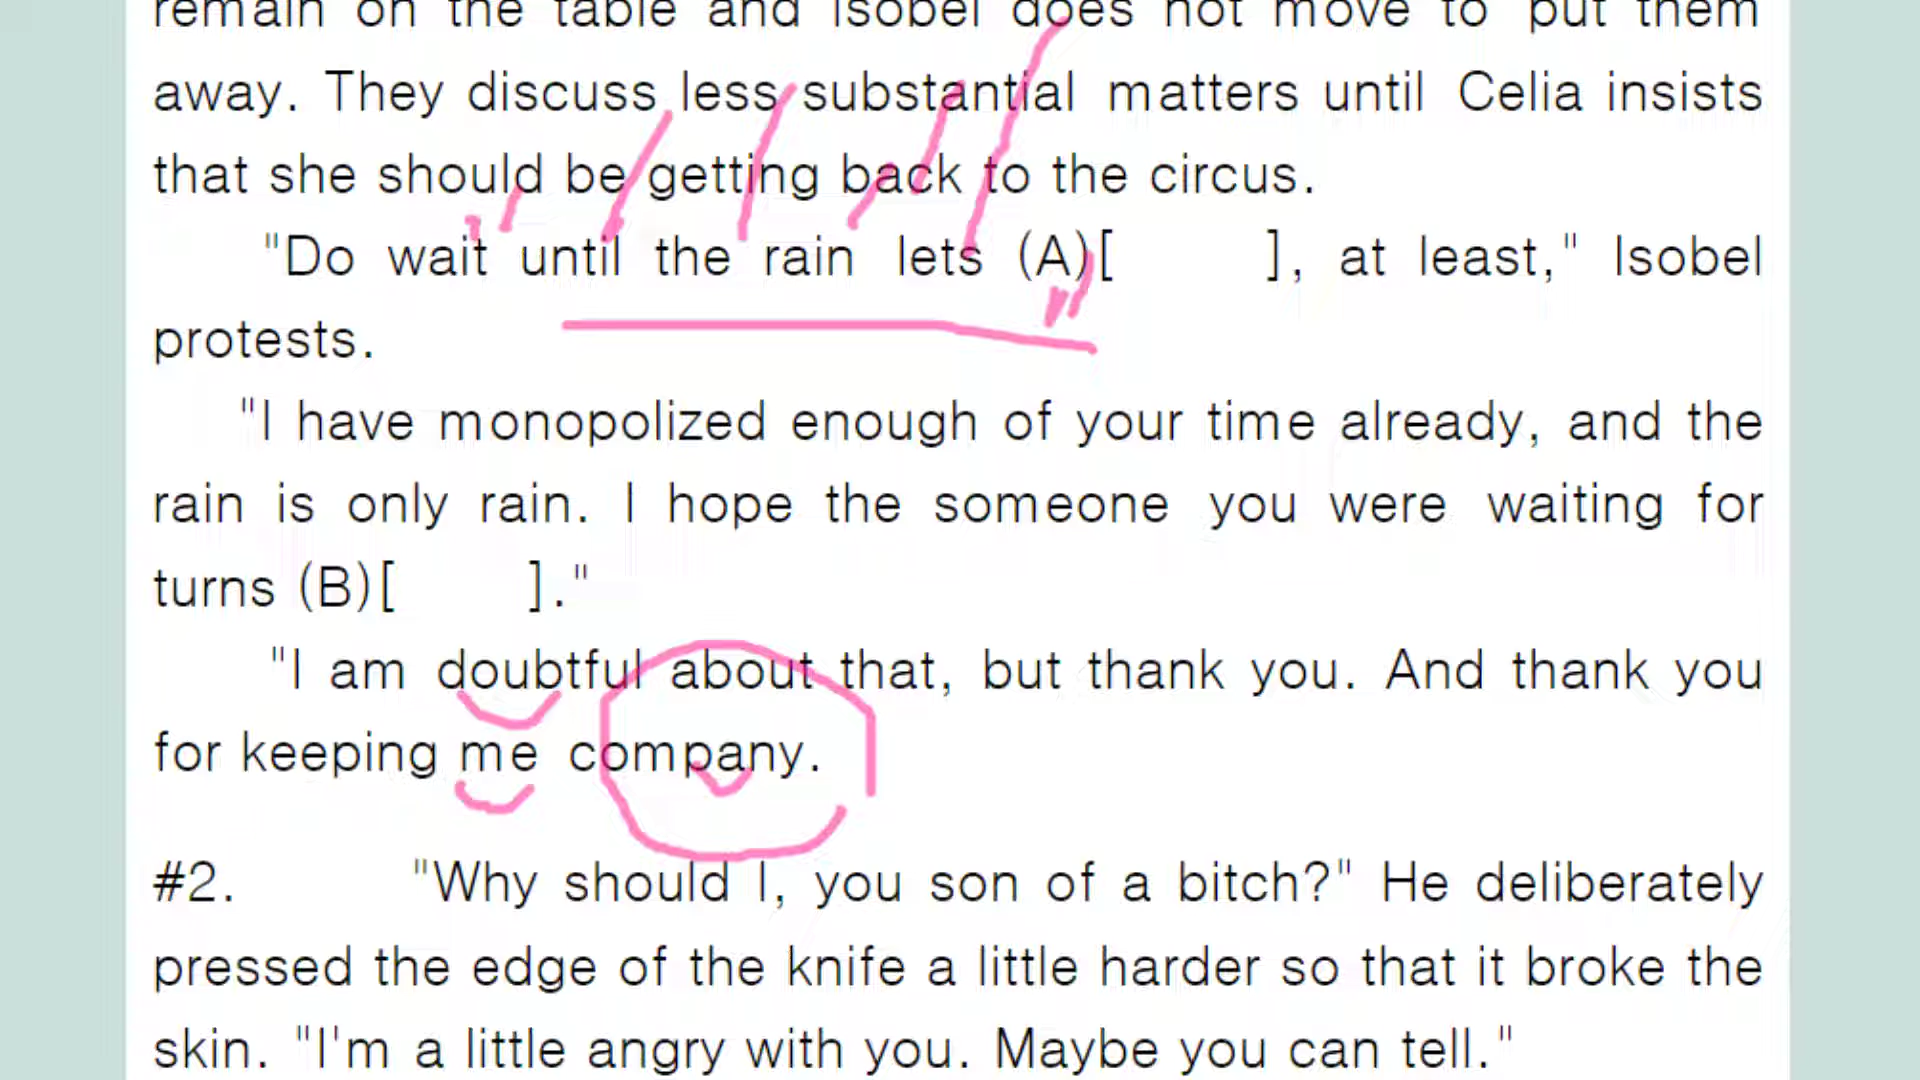 remain on the table and Isobel does not move to put them
away. They discuss less substantial matters until Celia insists
that she should be getting back to the circus.
"Do wait until the rain lets (A)[ ], at least," Isobel
protests.
"I have monopolized enough of your time already, and the
rain is only rain. I hope the someone you were waiting for
turns (B)[ ]."
"I am doubtful about that, but thank you. And thank you
for keeping me company.
#2. "Why should I, you son of a bitch?" He deliberately
pressed the edge of the knife a little harder so that it broke the
skin. "I'm a little angry with you. Maybe you can tell."